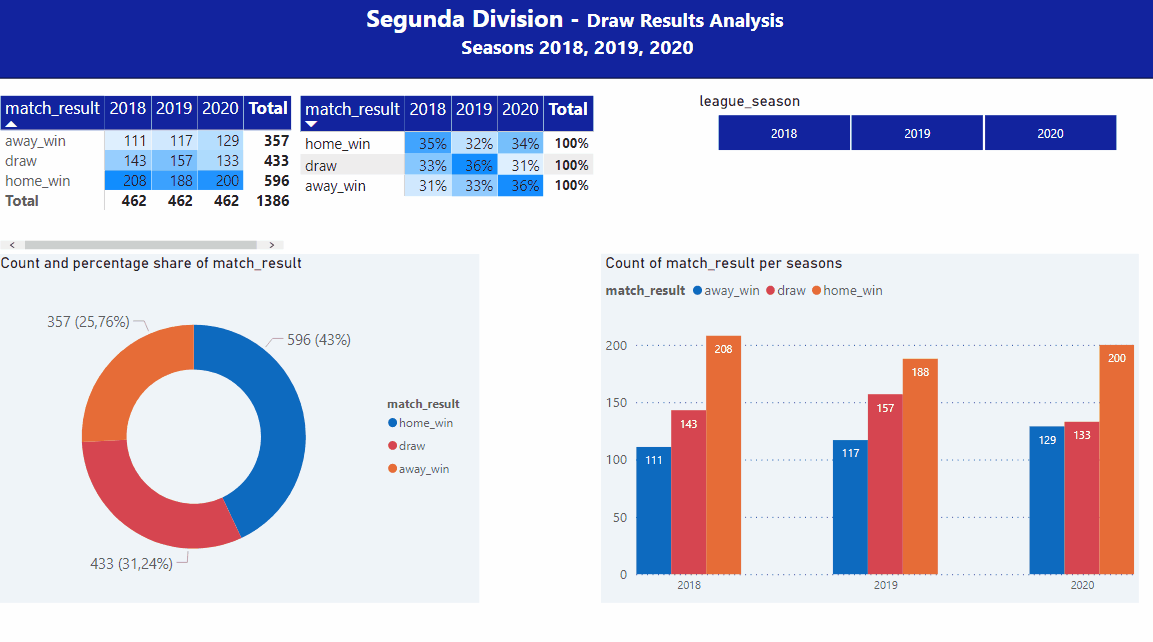 Segunda Division - Draw Results Analysis
Seasons 2018, 2019, 2020
match_result 2018 2019 2020 Total
away_win 111 117 129 357
draw 143 157 133 433
home_win 208 188 200 596
Total 462 462 462 1386
match_result 2018 2019 2020 Total
home_win 35% 32% 34% 100%
draw 33% 36% 31% 100%
away_win 31% 33% 36% 100%
league_season
2018 2019 2020
Count and percentage share of match_result
357 (25,76%)
596 (43%)
433 (31,24%)
match_result
home_win
draw
away_win
Count of match_result per seasons
match_result away_win draw home_win
200
150
100
50
0
111 143 208
117 157 188
129 133 200
2018 2019 2020